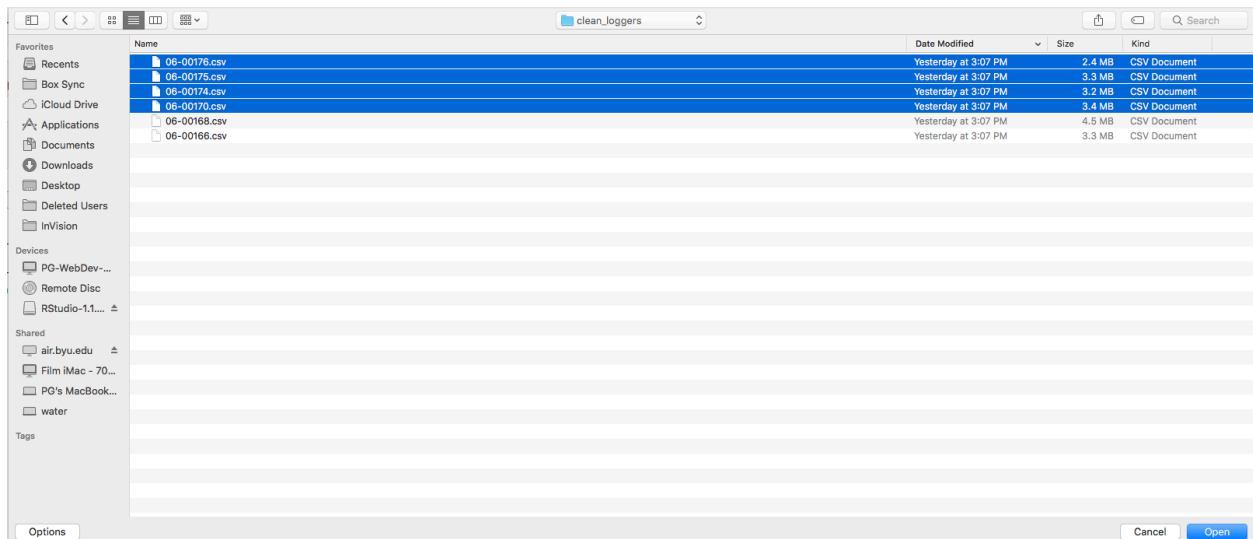 clean_loggers
Search
Favorites
Recents
Box Sync
iCloud Drive
Applications
Documents
Downloads
Desktop
Deleted Users
InVision
Devices
PG-WebDev-...
Remote Disc
RStudio-1.1....
Shared
air.byu.edu
Film iMac - 70...
PG's MacBook...
water
Tags
Name Date Modified Size Kind
06-00176.csv Yesterday at 3:07 PM 2.4 MB CSV Document
06-00175.csv Yesterday at 3:07 PM 3.3 MB CSV Document
06-00174.csv Yesterday at 3:07 PM 3.2 MB CSV Document
06-00170.csv Yesterday at 3:07 PM 3.4 MB CSV Document
06-00168.csv Yesterday at 3:07 PM 4.5 MB CSV Document
06-00166.csv Yesterday at 3:07 PM 3.3 MB CSV Document
Options Cancel Open